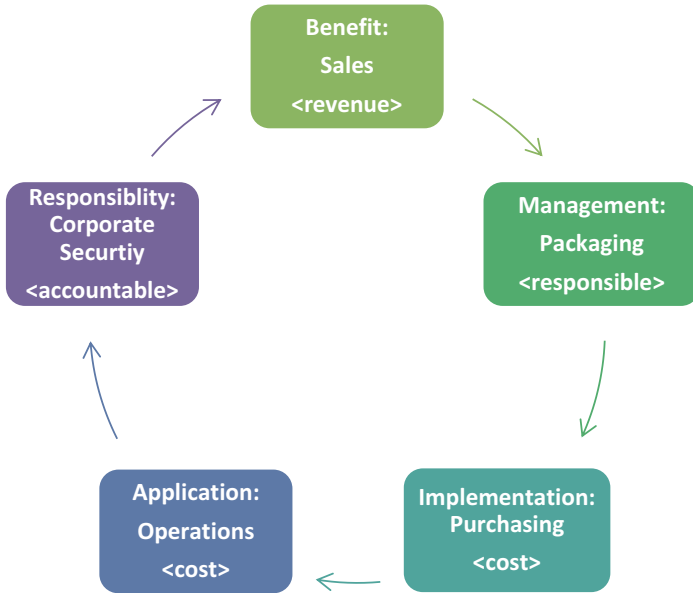 Benefit:
Sales
<revenue>
Management:
Packaging
<responsible>
Implementation:
Purchasing
<cost>
Application:
Operations
<cost>
Responsiblity:
Corporate
Securtiy
<accountable>